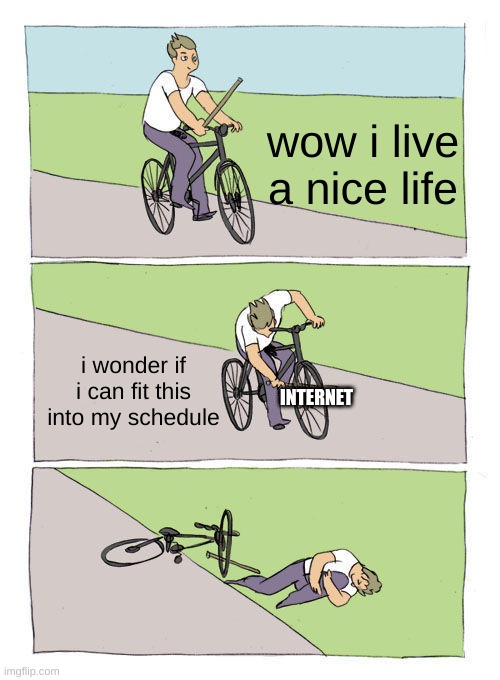 wow i live
a nice life
i wonder if
i can fit this
into my schedule
INTERNET
imgflip.com